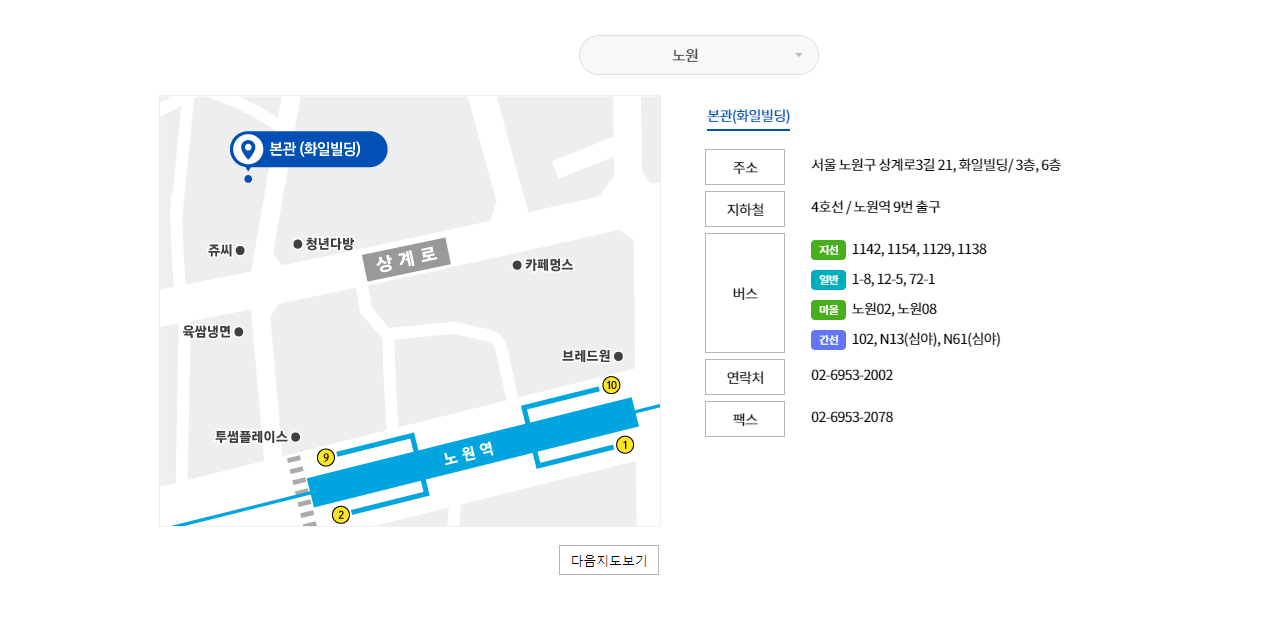 노원
본관 (화일빌딩)
쥬씨
청년다방
상계로
카페멍스
육쌈냉면
브레드원
10
투썸플레이스
9
노원역
1
2
다음지도보기
본관(화일빌딩)
주소 서울 노원구 상계로3길 21, 화일빌딩/ 3층, 6층
지하철 4호선 / 노원역 9번 출구
버스
지선 1142, 1154, 1129, 1138
일반 1-8, 12-5, 72-1
마을 노원02, 노원08
간선 102, N13(심야), N61(심야)
연락처 02-6953-2002
팩스 02-6953-2078